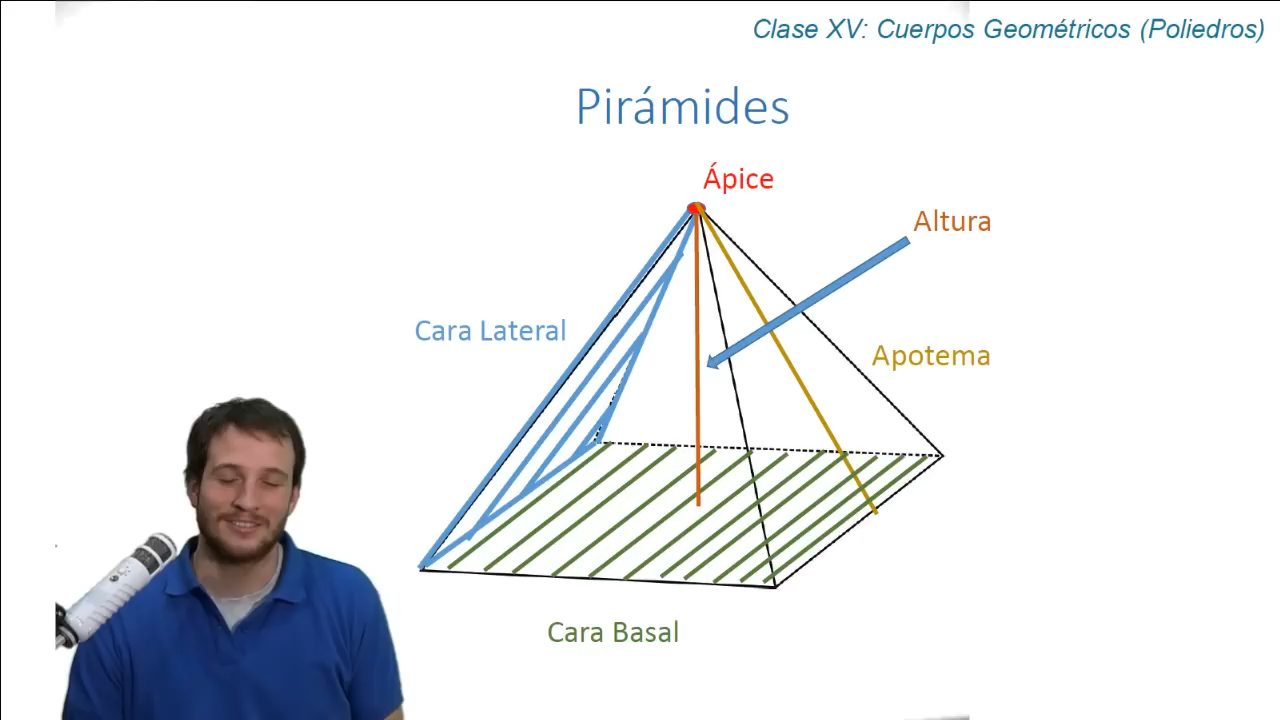 Clase XV: Cuerpos Geométricos (Poliedros)
Pirámides
Ápice
Altura
Cara Lateral
Apotema
Cara Basal